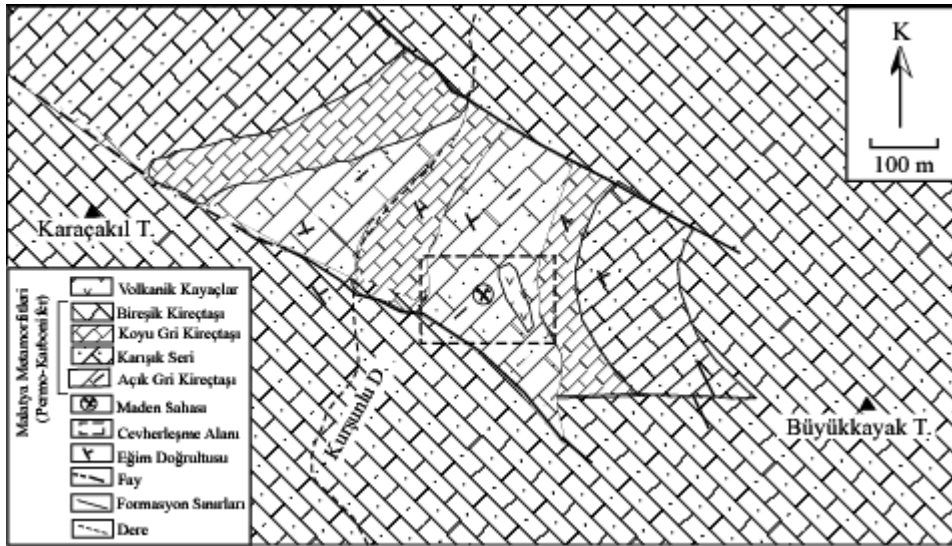 K
100 m
Karaçakıl T.
Büyükkayak T.
Kurşunlu D.
Malatya Metamorfitleri
(Permo-Karbonifer)
Volkanik Kayaçlar
Bireşik Kireçtaşı
Koyu Gri Kireçtaşı
Karışık Seri
Açık Gri Kireçtaşı
Maden Sahası
Cevherleşme Alanı
Eğim Doğrultusu
Fay
Formasyon Sınırları
Dere